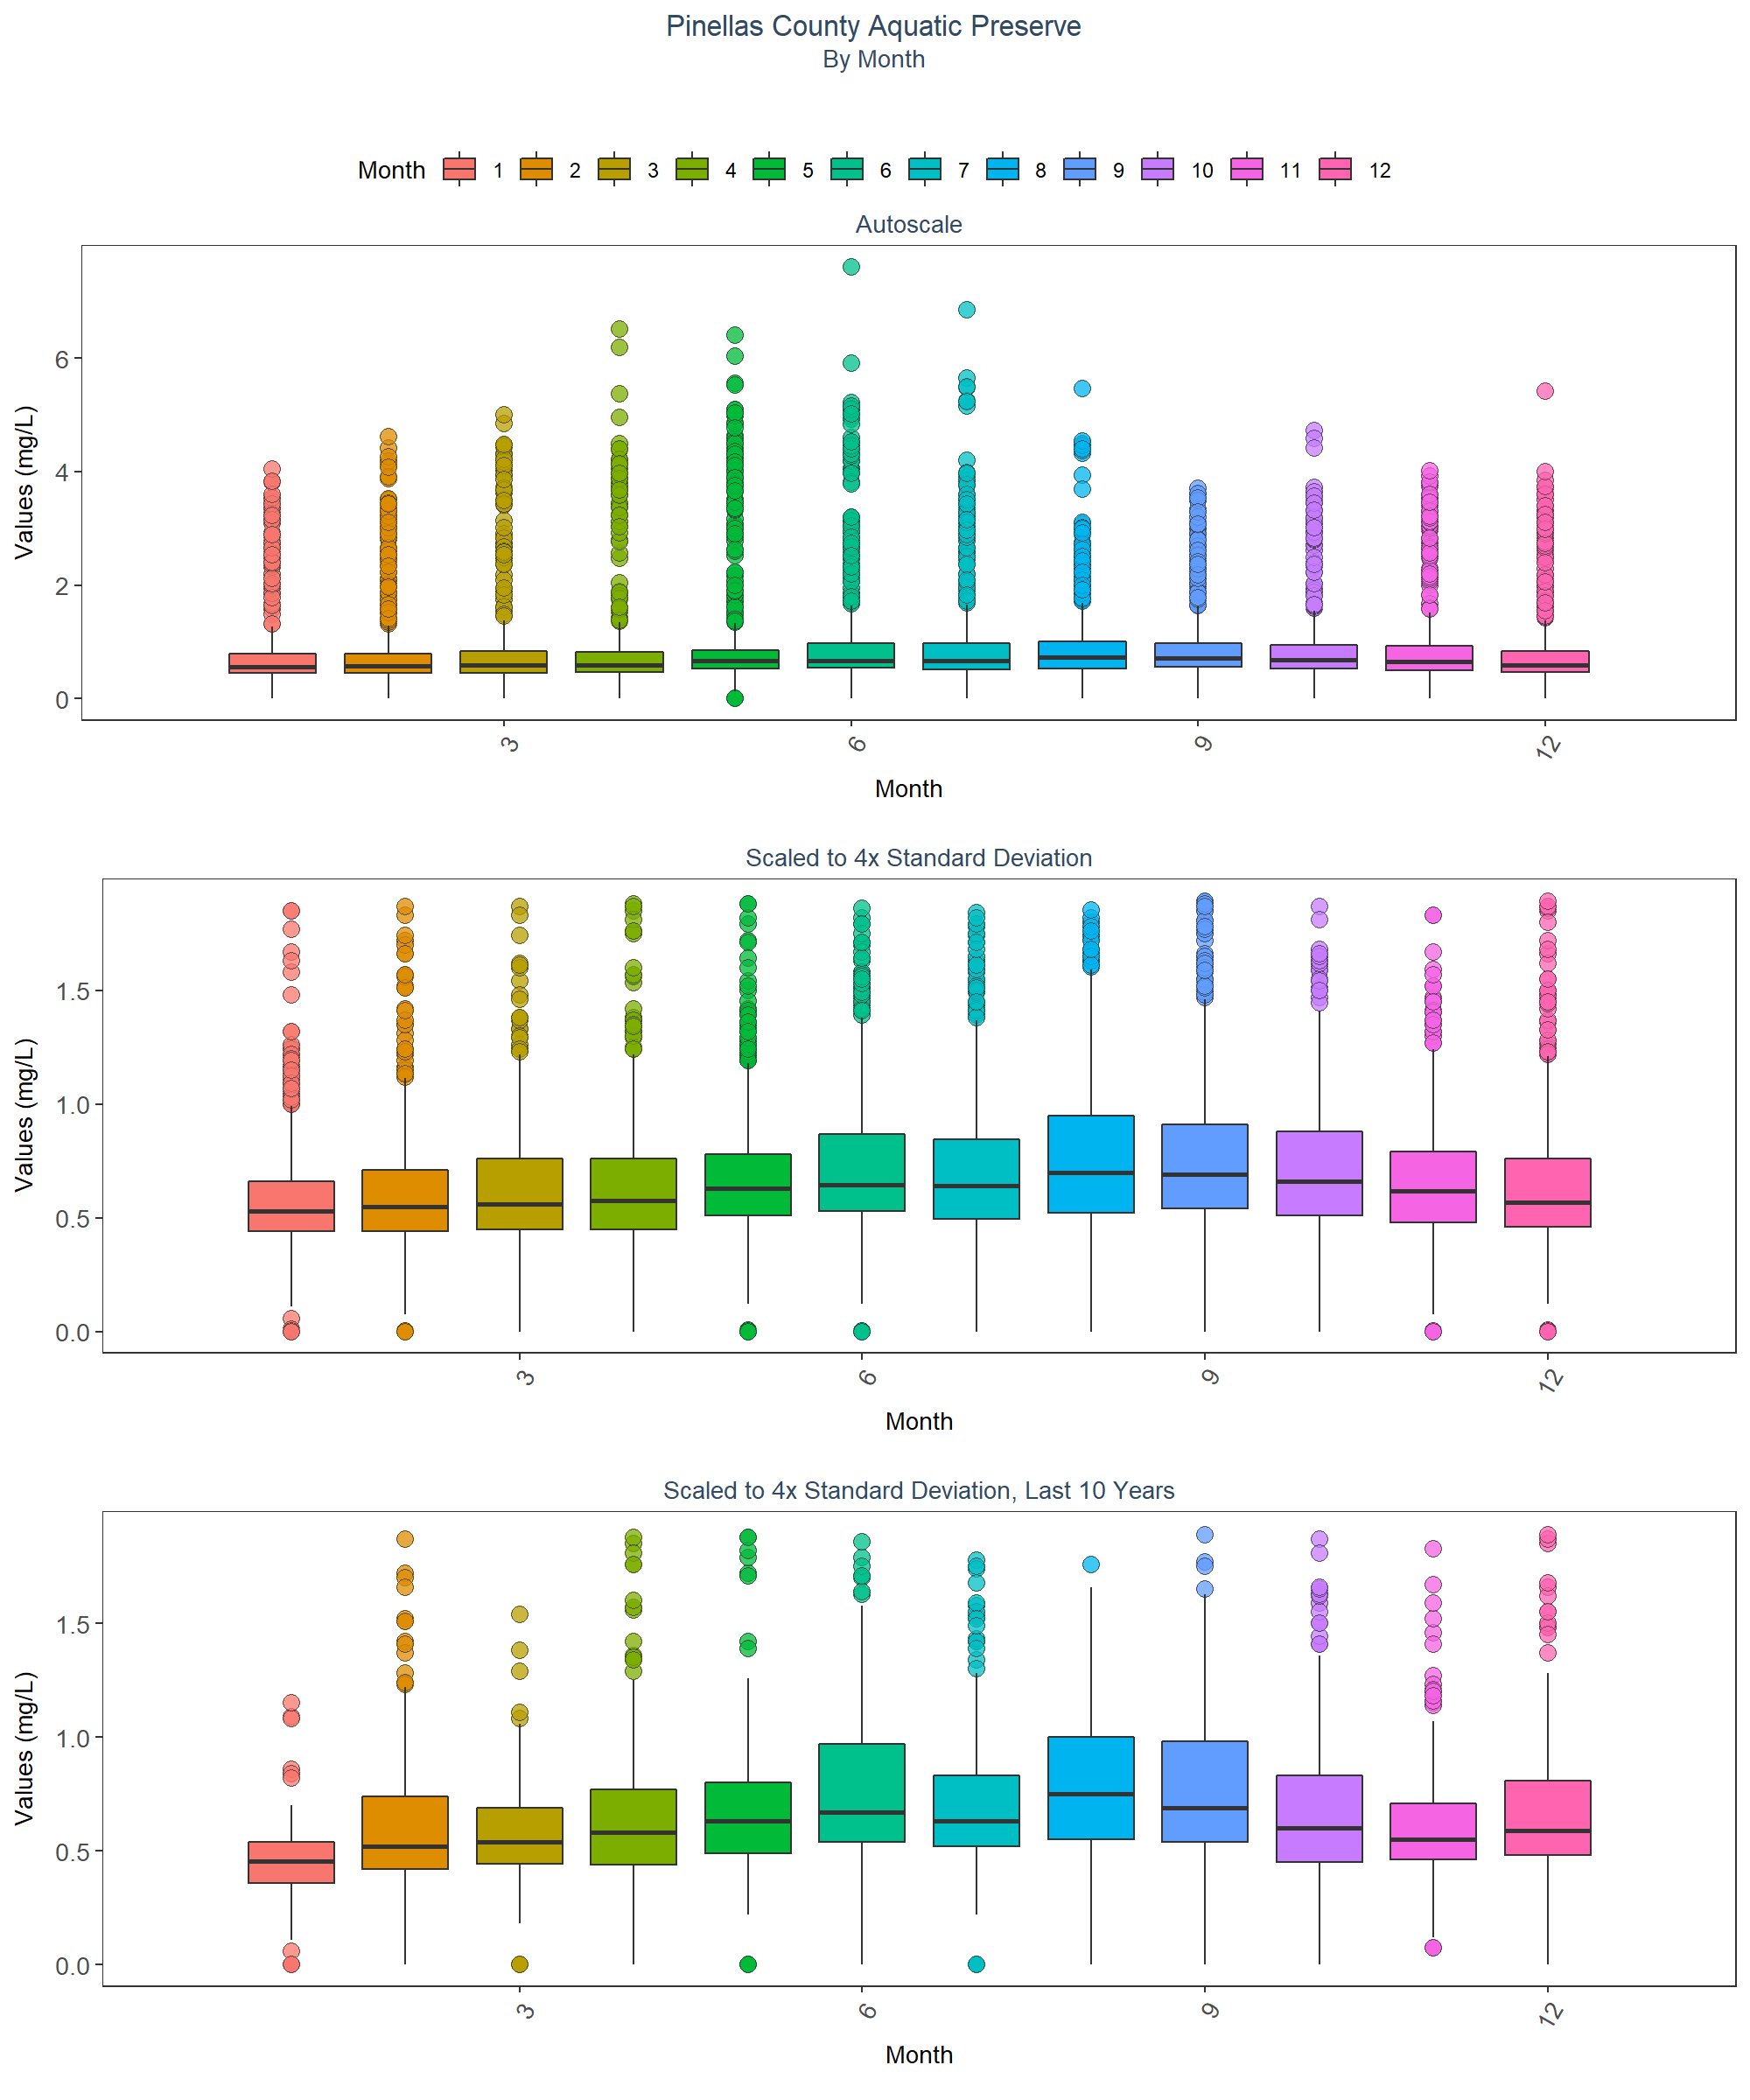 Pinellas County Aquatic Preserve
By Month
Month 1 2 3 4 5 6 7 8 9 10 11 12
Autoscale
Values (mg/L)
6
4
2
0
3 6 9 12
Month
Scaled to 4x Standard Deviation
Values (mg/L)
1.5
1.0
0.5
0.0
3 6 9 12
Month
Scaled to 4x Standard Deviation, Last 10 Years
Values (mg/L)
1.5
1.0
0.5
0.0
3 6 9 12
Month